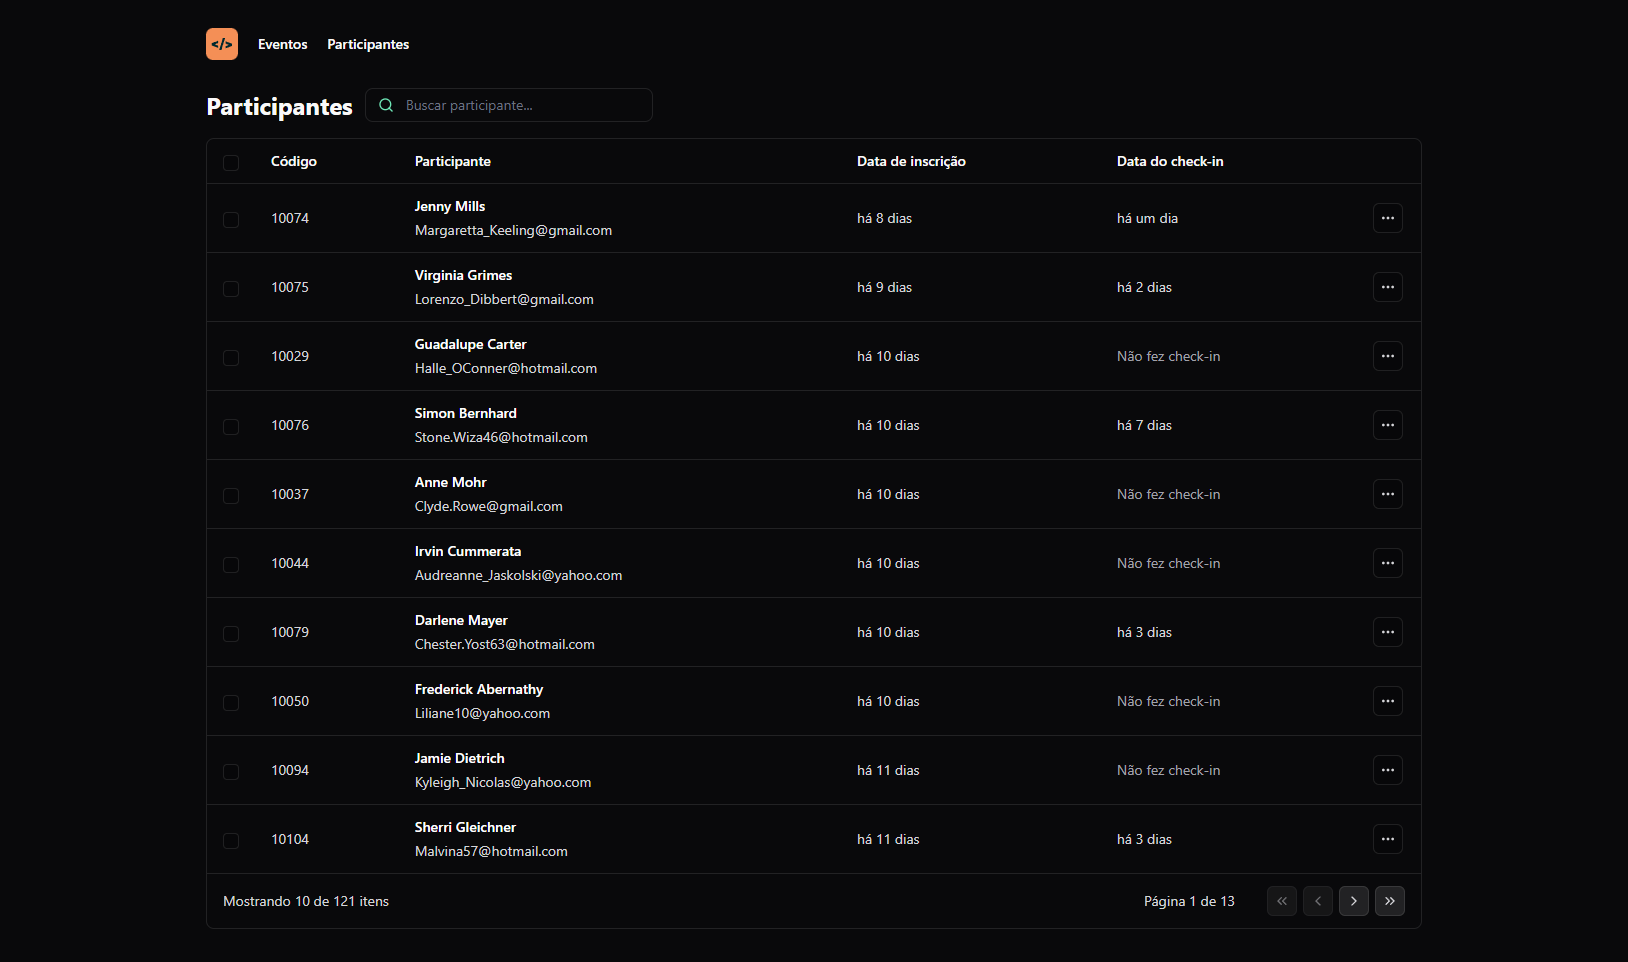 </> Eventos Participantes
Participantes Buscar participante...
Código Participante Data de inscrição Data do check-in
Jenny Mills
10074 há 8 dias há um dia
Margaretta_Keeling@gmail.com
Virginia Grimes
10075 há 9 dias há 2 dias
Lorenzo_Dibbert@gmail.com
Guadalupe Carter
10029 há 10 dias Não fez check-in
Halle_OConner@hotmail.com
Simon Bernhard
10076 há 10 dias há 7 dias
Stone.Wiza46@hotmail.com
Anne Mohr
10037 há 10 dias Não fez check-in
Clyde.Rowe@gmail.com
Irvin Cummerata
10044 há 10 dias Não fez check-in
Audreanne_Jaskolski@yahoo.com
Darlene Mayer
10079 há 10 dias há 3 dias
Chester.Yost63@hotmail.com
Frederick Abernathy
10050 há 10 dias Não fez check-in
Liliane10@yahoo.com
Jamie Dietrich
10094 há 11 dias Não fez check-in
Kyleigh_Nicolas@yahoo.com
Sherri Gleichner
10104 há 11 dias há 3 dias
Malvina57@hotmail.com
Mostrando 10 de 121 itens Página 1 de 13